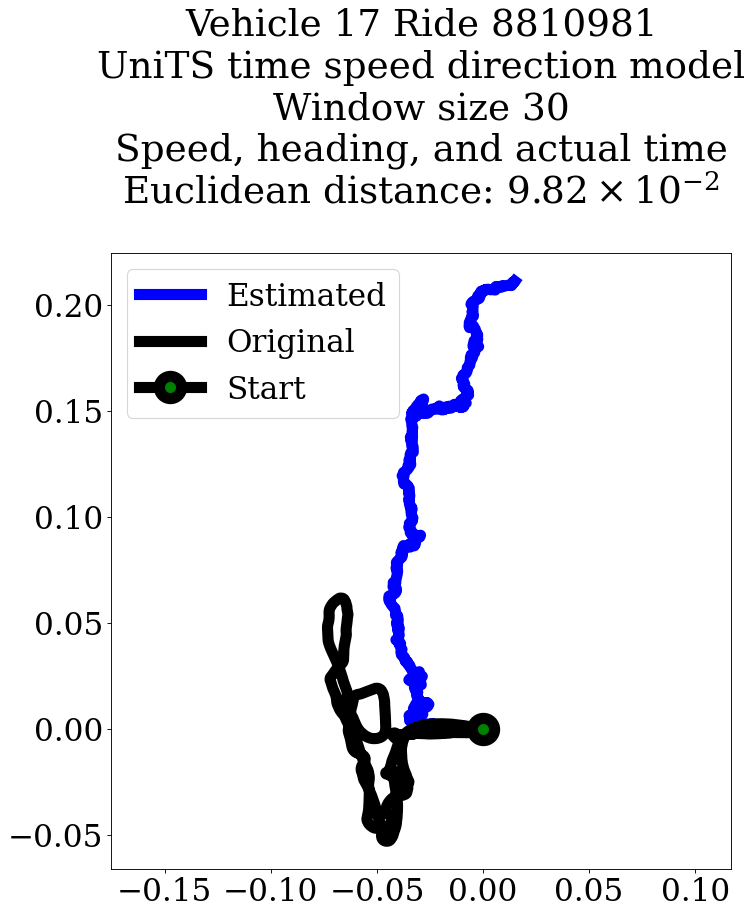 Vehicle 17 Ride 8810981
UniTS time speed direction model
Window size 30
Speed, heading, and actual time
Euclidean distance: 9.82 × 10⁻²
Estimated
Original
Start
0.20
0.15
0.10
0.05
0.00
−0.05
−0.15 −0.10 −0.05 0.00 0.05 0.10